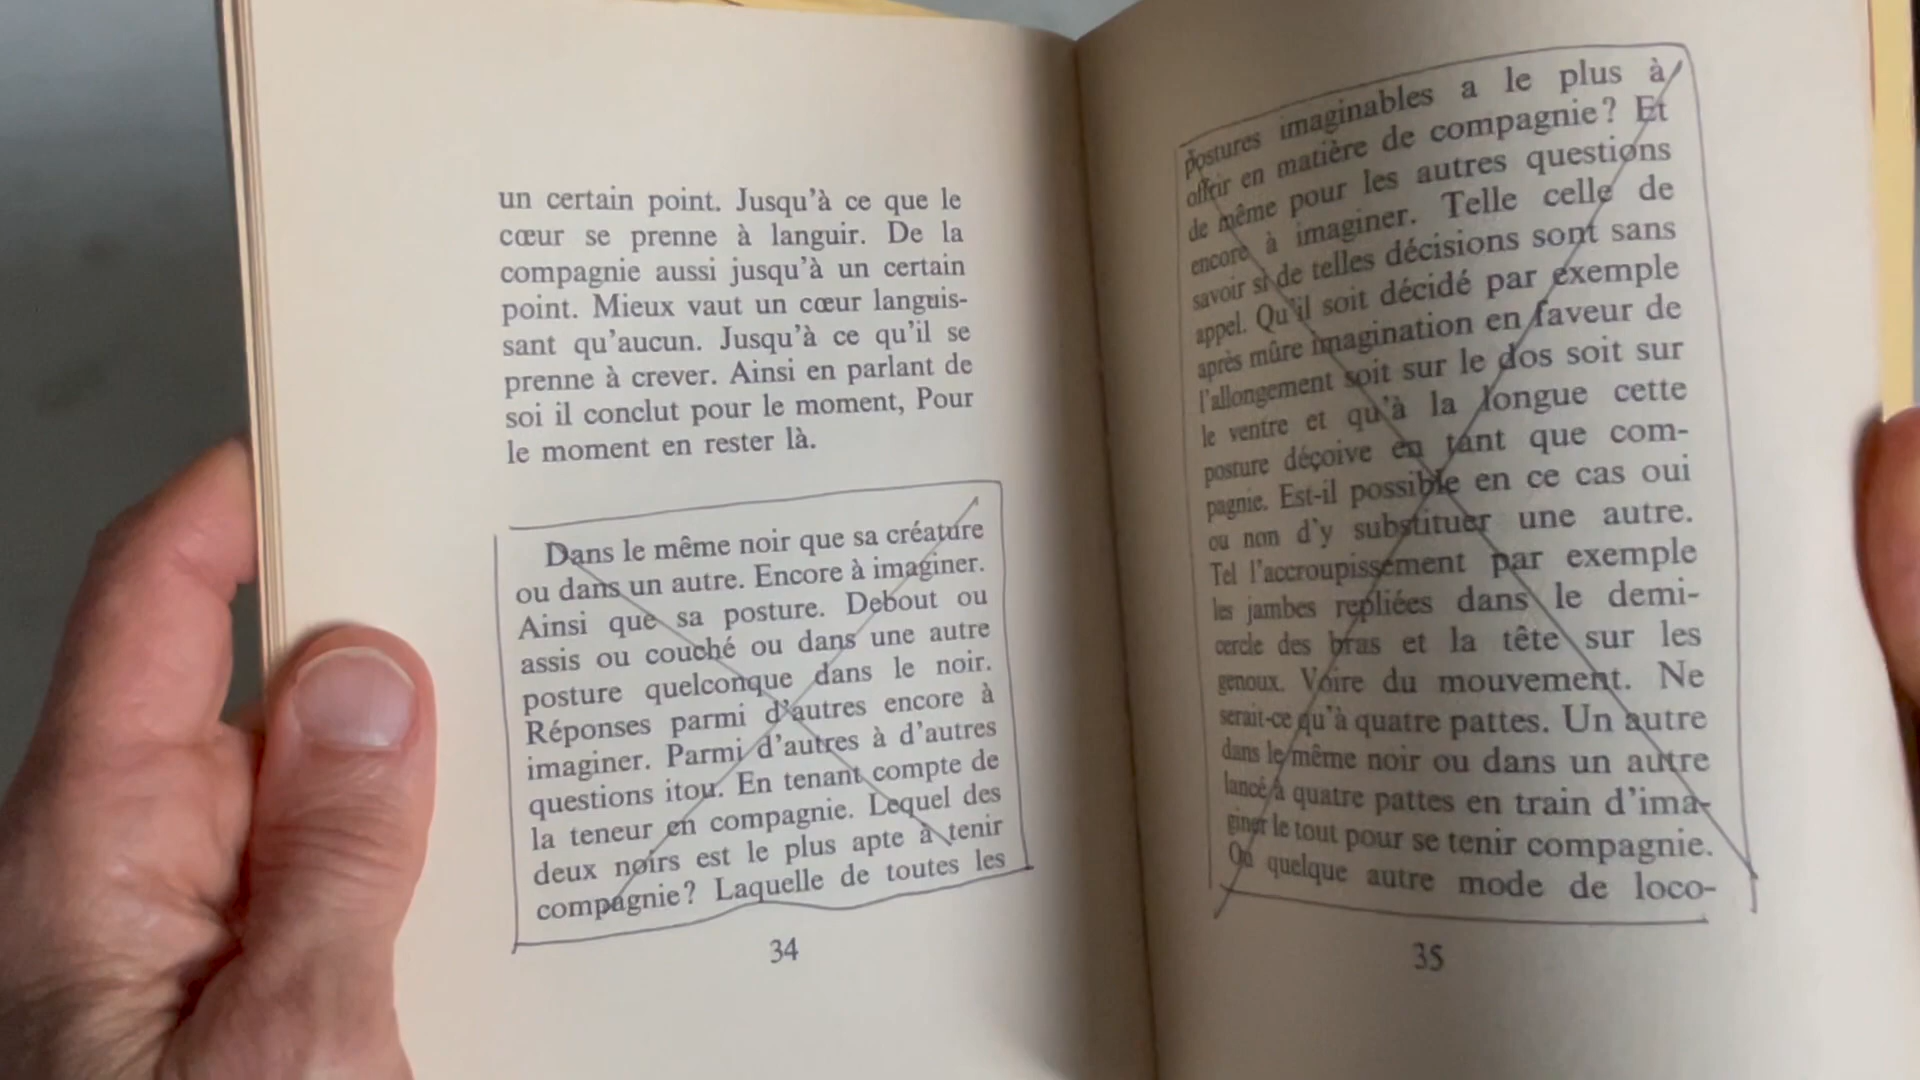 un certain point. Jusqu'à ce que le
cœur se prenne à languir. De la
compagnie aussi jusqu'à un certain
point. Mieux vaut un cœur languis-
sant qu'aucun. Jusqu'à ce qu'il se
prenne à crever. Ainsi en parlant de
soi il conclut pour le moment, Pour
le moment en rester là.
Dans le même noir que sa créature
ou dans un autre. Encore à imaginer.
Ainsi que sa posture. Debout ou
assis ou couché ou dans une autre
posture quelconque dans le noir.
Réponses parmi d'autres encore à
imaginer. Parmi d'autres à d'autres
questions itou. En tenant compte de
la teneur en compagnie. Lequel des
deux noirs est le plus apte à tenir
compagnie? Laquelle de toutes les
34
postures imaginables a le plus à
offrir en matière de compagnie? Et
de même pour les autres questions
encore à imaginer. Telle celle de
savoir si de telles décisions sont sans
appel. Qu'il soit décidé par exemple
après mûre imagination en faveur de
l'allongement soit sur le dos soit sur
le ventre et qu'à la longue cette
posture déçoive en tant que com-
pagnie. Est-il possible en ce cas oui
ou non d'y substituer une autre.
Tel l'accroupissement par exemple
les jambes repliées dans le demi-
cercle des bras et la tête sur les
genoux. Voire du mouvement. Ne
serait-ce qu'à quatre pattes. Un autre
dans le même noir ou dans un autre
lancé à quatre pattes en train d'ima-
giner le tout pour se tenir compagnie.
Ou quelque autre mode de loco-
35